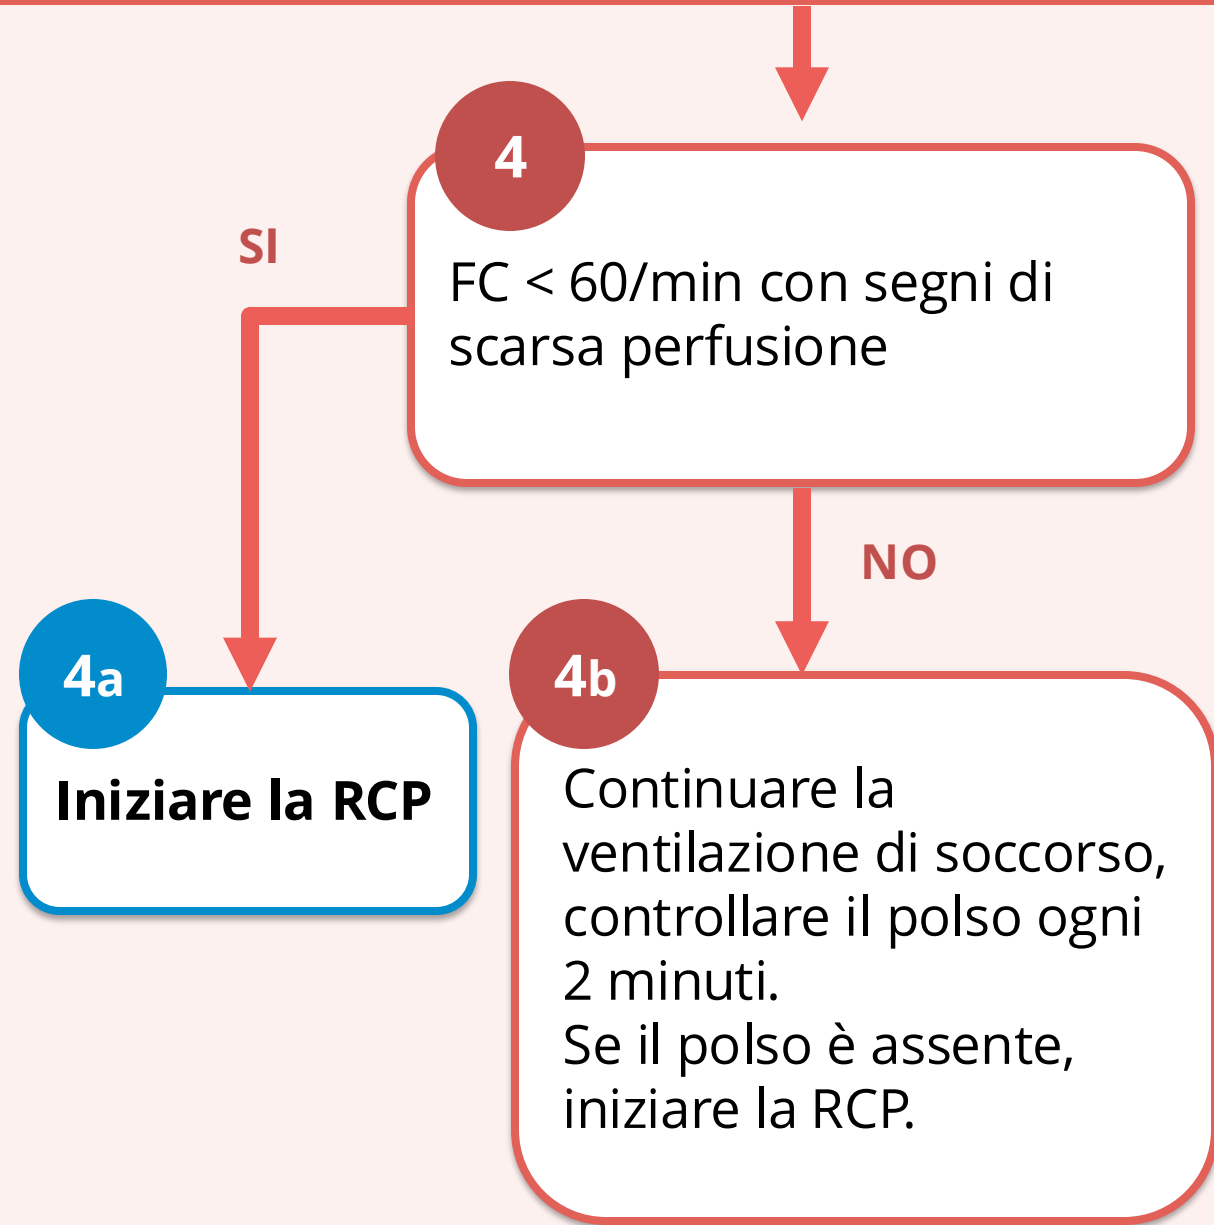 4
SI
FC < 60/min con segni di
scarsa perfusione
NO
4a
Iniziare la RCP
4b
Continuare la
ventilazione di soccorso,
controllare il polso ogni
2 minuti.
Se il polso è assente,
iniziare la RCP.